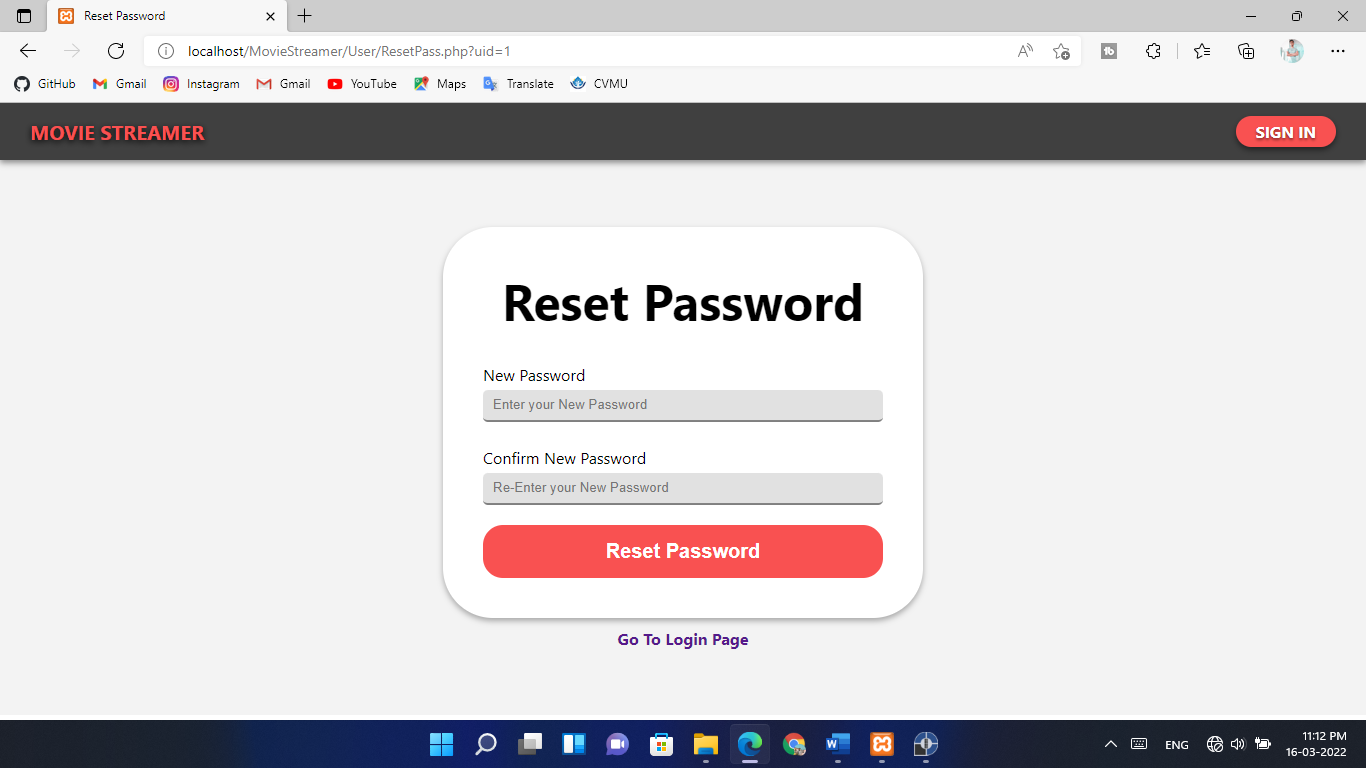 Reset Password
localhost/MovieStreamer/User/ResetPass.php?uid=1
GitHub Gmail Instagram Gmail YouTube Maps Translate CVMU
MOVIE STREAMER SIGN IN
Reset Password
New Password
Enter your New Password
Confirm New Password
Re-Enter your New Password
Reset Password
Go To Login Page
ENG
11:12 PM
16-03-2022